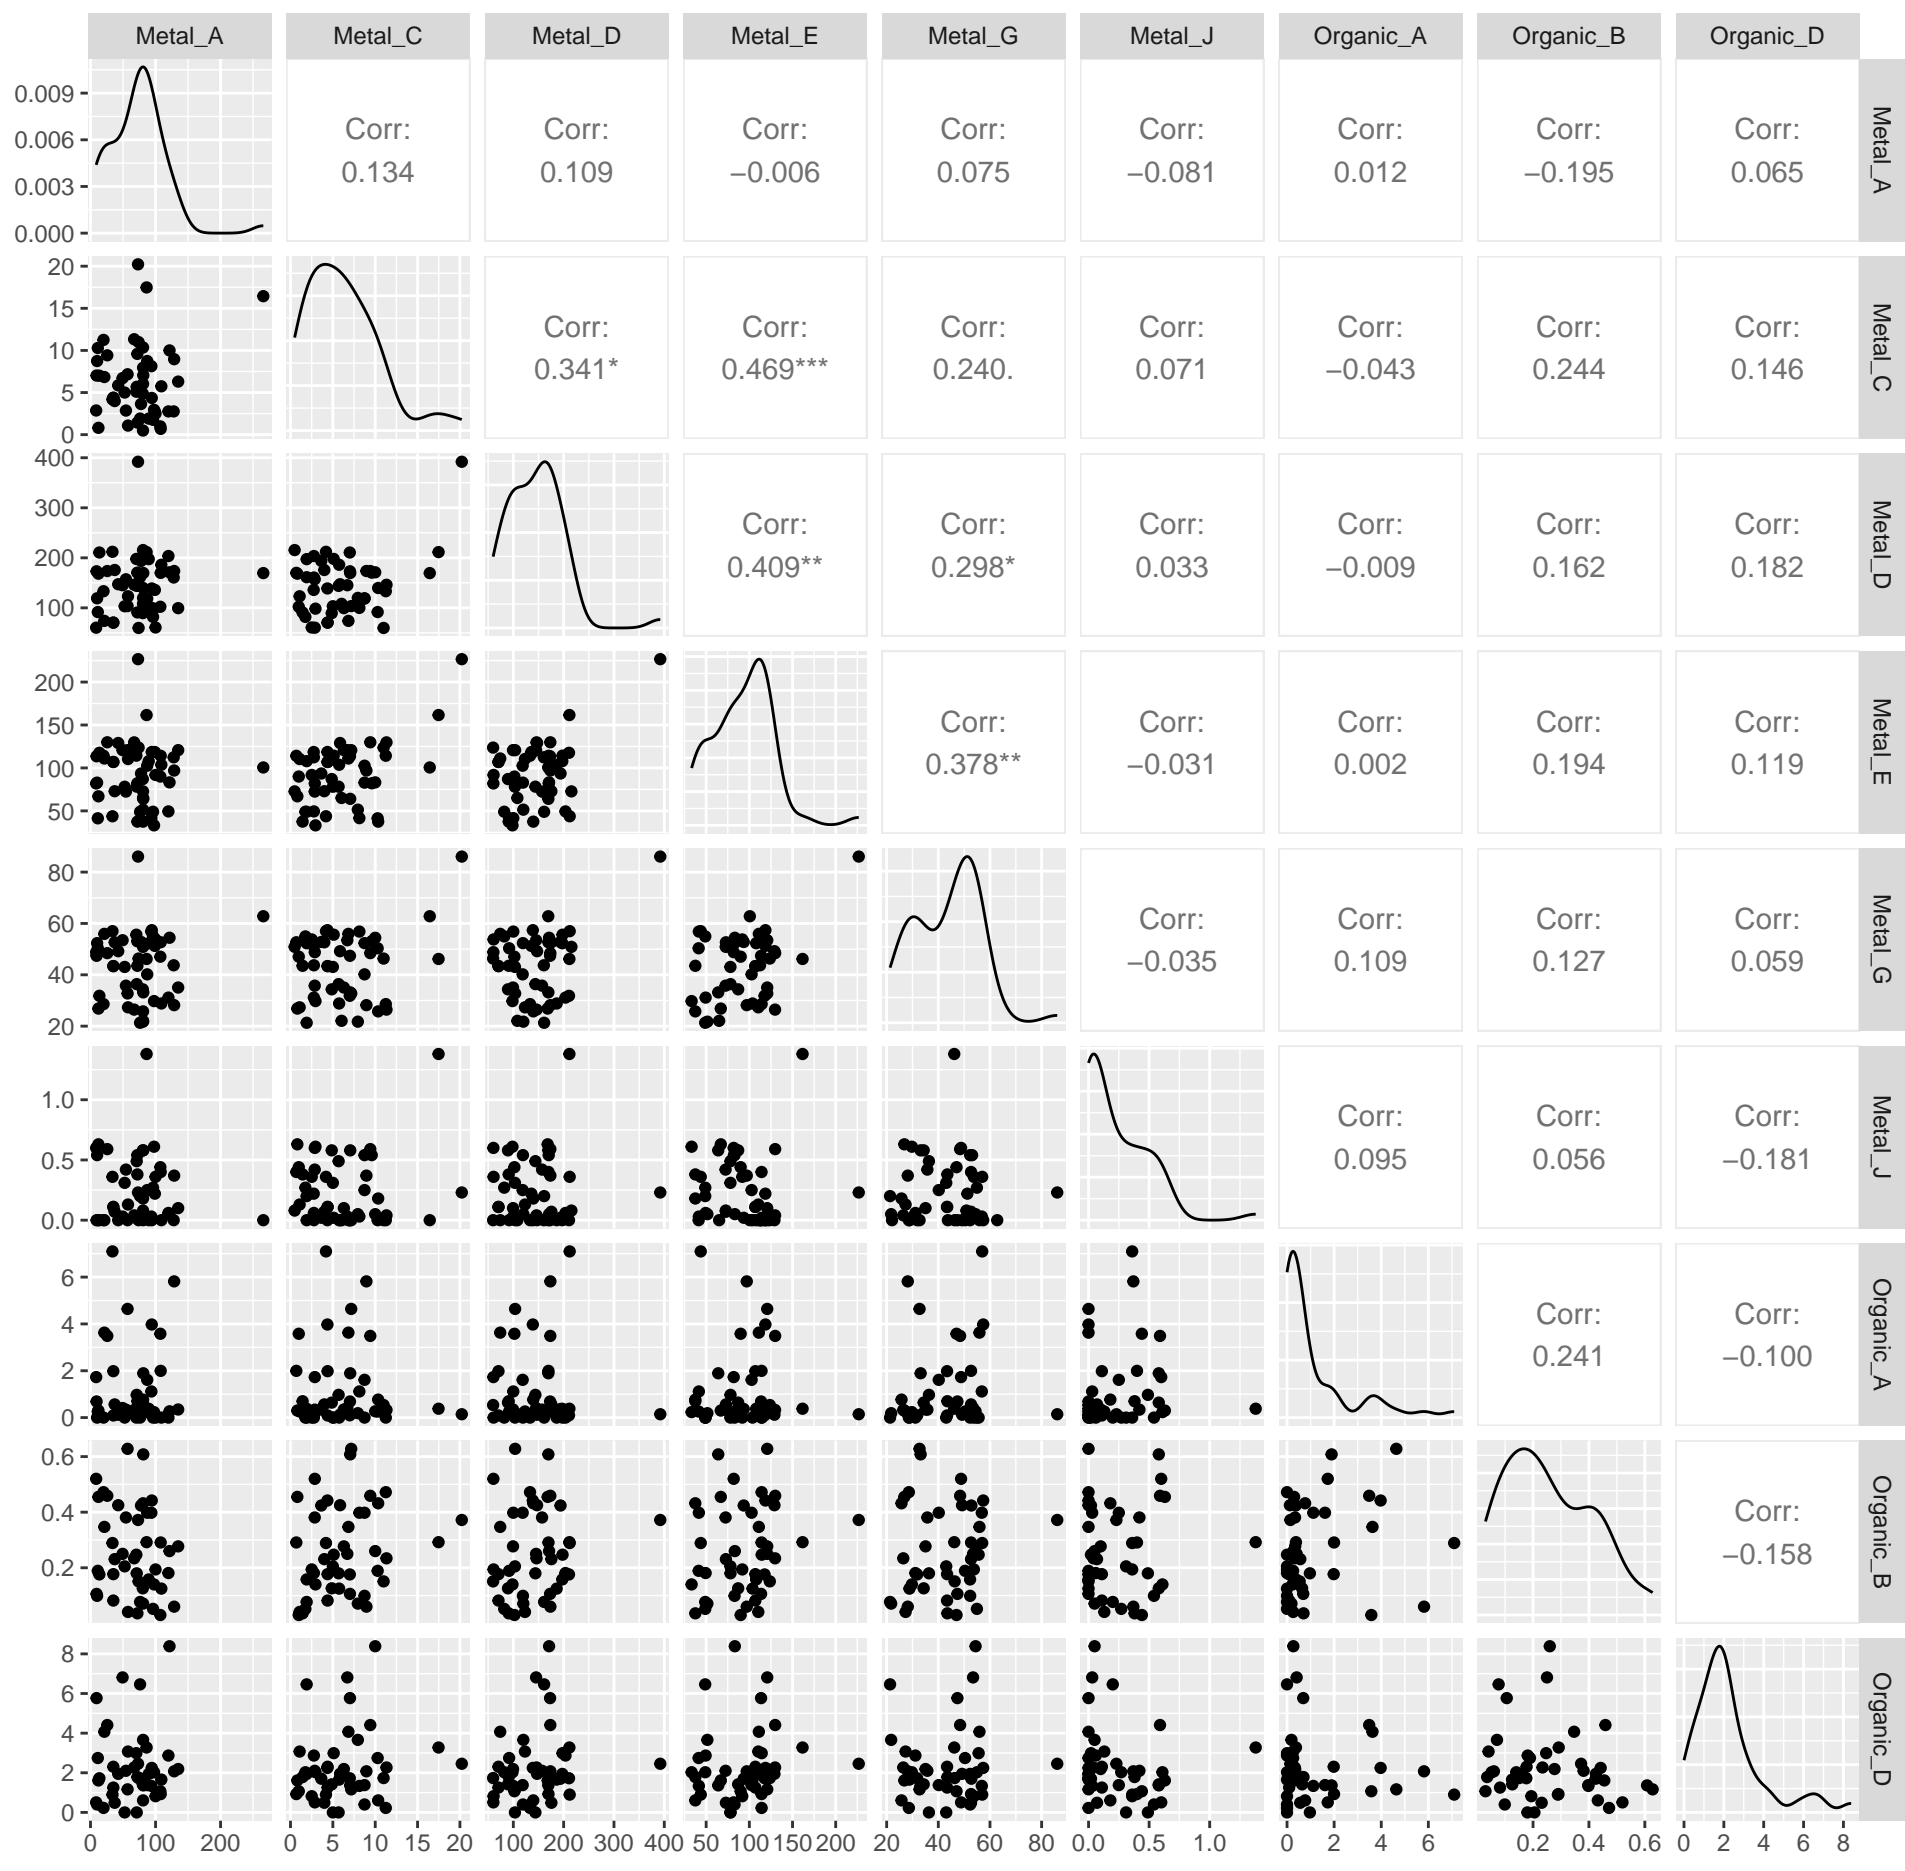 Metal_A Metal_C Metal_D Metal_E Metal_G Metal_J Organic_A Organic_B Organic_D
0.009
0.006
0.003
0.000
Corr: Corr: Corr: Corr: Corr: Corr: Corr: Corr:
0.134 0.109 −0.006 0.075 −0.081 0.012 −0.195 0.065
Metal_A
20
15
10
5
0
Corr: Corr: Corr: Corr: Corr: Corr: Corr:
0.341* 0.469*** 0.240. 0.071 −0.043 0.244 0.146
Metal_C
400
300
200
100
Corr: Corr: Corr: Corr: Corr: Corr:
0.409** 0.298* 0.033 −0.009 0.162 0.182
Metal_D
200
150
100
50
Corr: Corr: Corr: Corr: Corr:
0.378** −0.031 0.002 0.194 0.119
Metal_E
80
60
40
20
Corr: Corr: Corr: Corr:
−0.035 0.109 0.127 0.059
Metal_G
1.0
0.5
0.0
Corr: Corr: Corr:
0.095 0.056 −0.181
Metal_J
6
4
2
0
Corr: Corr:
0.241 −0.100
Organic_A
0.6
0.4
0.2
Corr:
−0.158
Organic_B
8
6
4
2
0
Organic_D
0 100 200 0 5 10 15 20 100 200 300 400 50 100 150 200 20 40 60 80 0.0 0.5 1.0 0 2 4 6 0.2 0.4 0.6 0 2 4 6 8